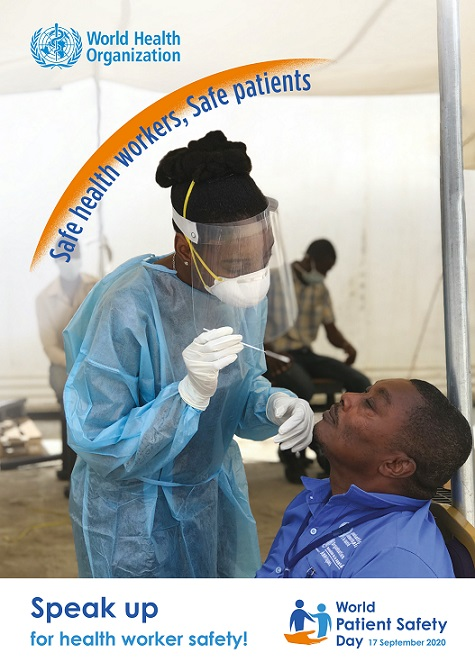 World Health
Organization
Safe health workers, Safe patients
Speak up
for health worker safety!
World
Patient Safety
Day 17 September 2020